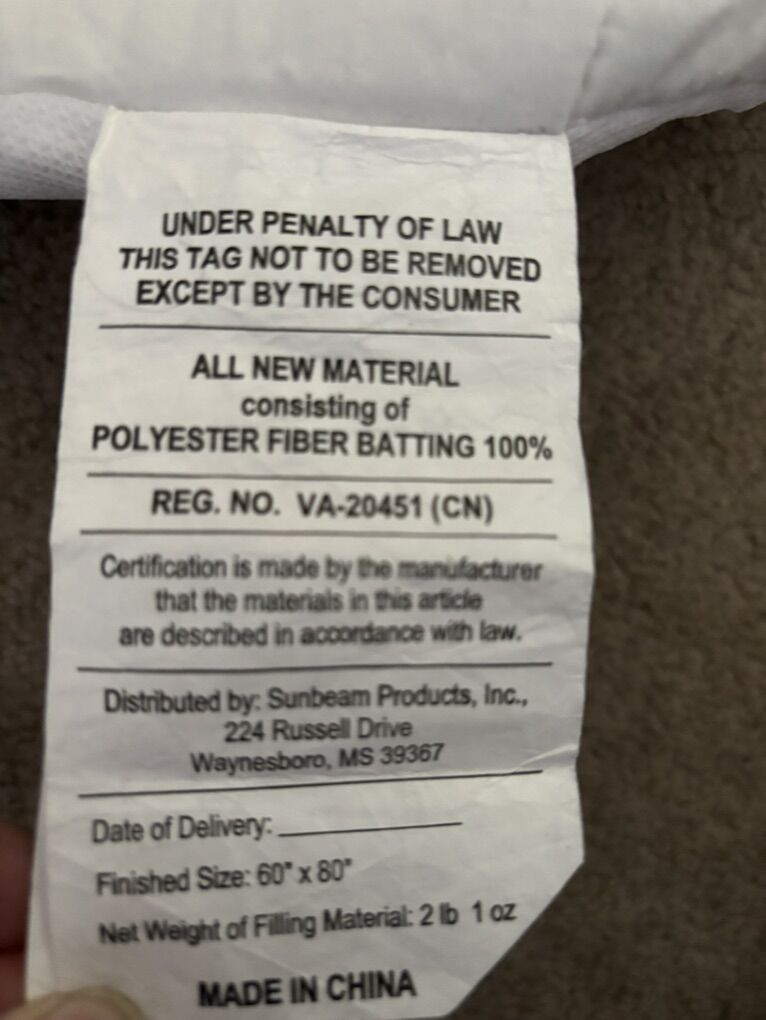 UNDER PENALTY OF LAW
THIS TAG NOT TO BE REMOVED
EXCEPT BY THE CONSUMER
ALL NEW MATERIAL
consisting of
POLYESTER FIBER BATTING 100%
REG. NO. VA-20451 (CN)
Certification is made by the manufacturer
that the materials in this article
are described in accordance with law.
Distributed by: Sunbeam Products, Inc.,
224 Russell Drive
Waynesboro, MS 39367
Date of Delivery: ____________
Finished Size: 60" x 80"
Net Weight of Filling Material: 2 lb 1 oz
MADE IN CHINA